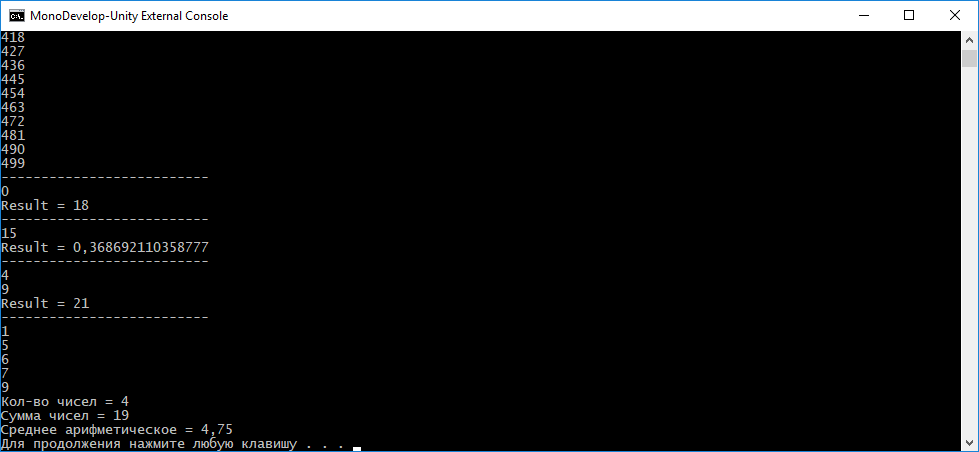 MonoDevelop-Unity External Console
418
427
436
445
454
463
472
481
490
499
--------------------------
0
Result = 18
--------------------------
15
Result = 0,368692110358777
--------------------------
4
9
Result = 21
--------------------------
1
5
6
7
9
Кол-во чисел = 4
Сумма чисел = 19
Среднее арифметическое = 4,75
Для продолжения нажмите любую клавишу . . .